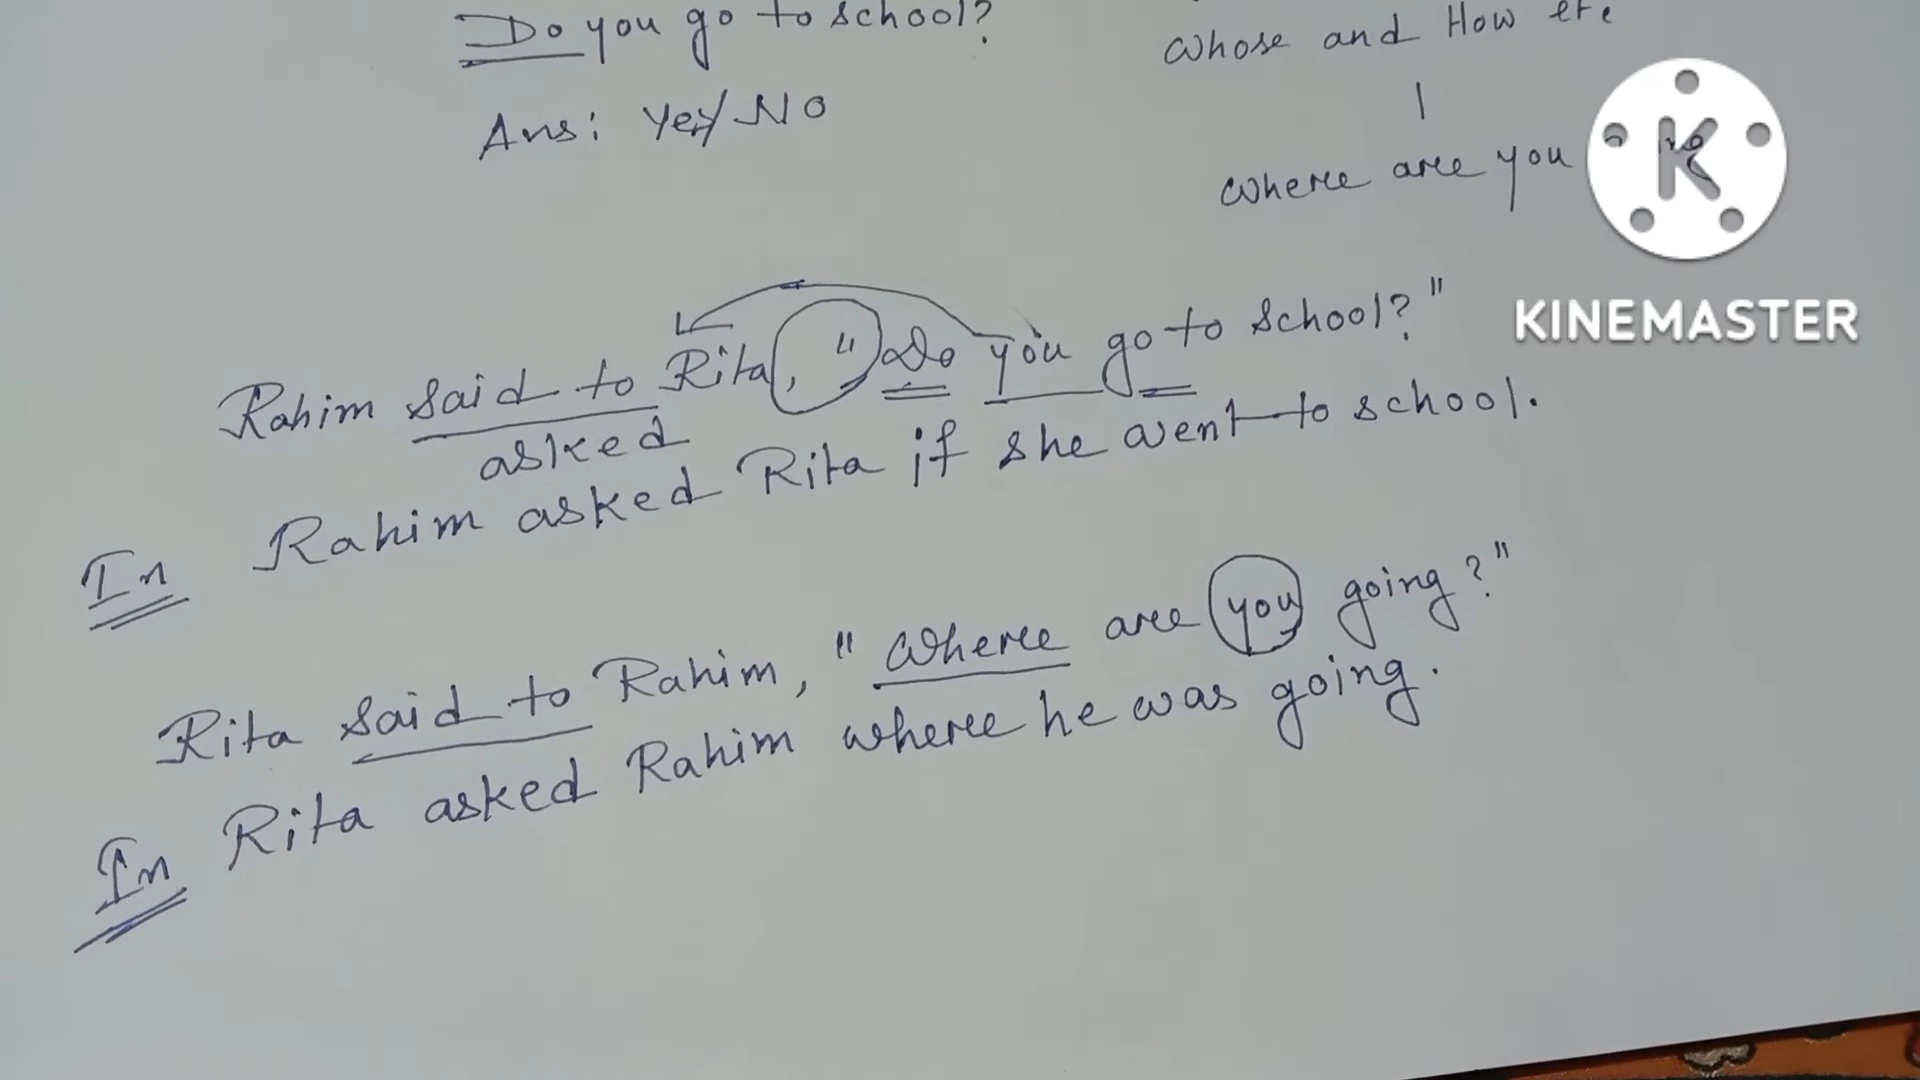 Do you go to school?
Whose and How etc
Ans: Yes/No
Where are you
KINEMASTER
Rahim said to Rita, "Do you go to school?"
asked
In Rahim asked Rita if she went to school.
Rita said to Rahim, "Where are you going?"
In Rita asked Rahim where he was going.